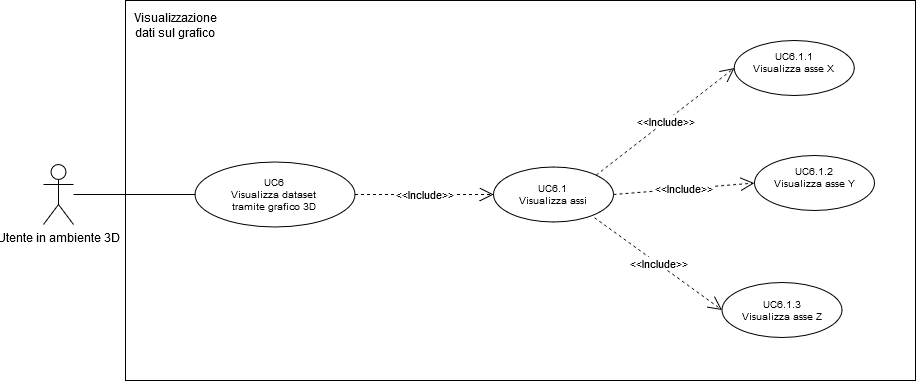 Visualizzazione
dati sul grafico
UC6.1.1
Visualizza asse X
<<Include>>
UC6
Visualizza dataset
tramite grafico 3D
<<Include>>
UC6.1
Visualizza assi
<<Include>>
UC6.1.2
Visualizza asse Y
Utente in ambiente 3D
<<Include>>
UC6.1.3
Visualizza asse Z